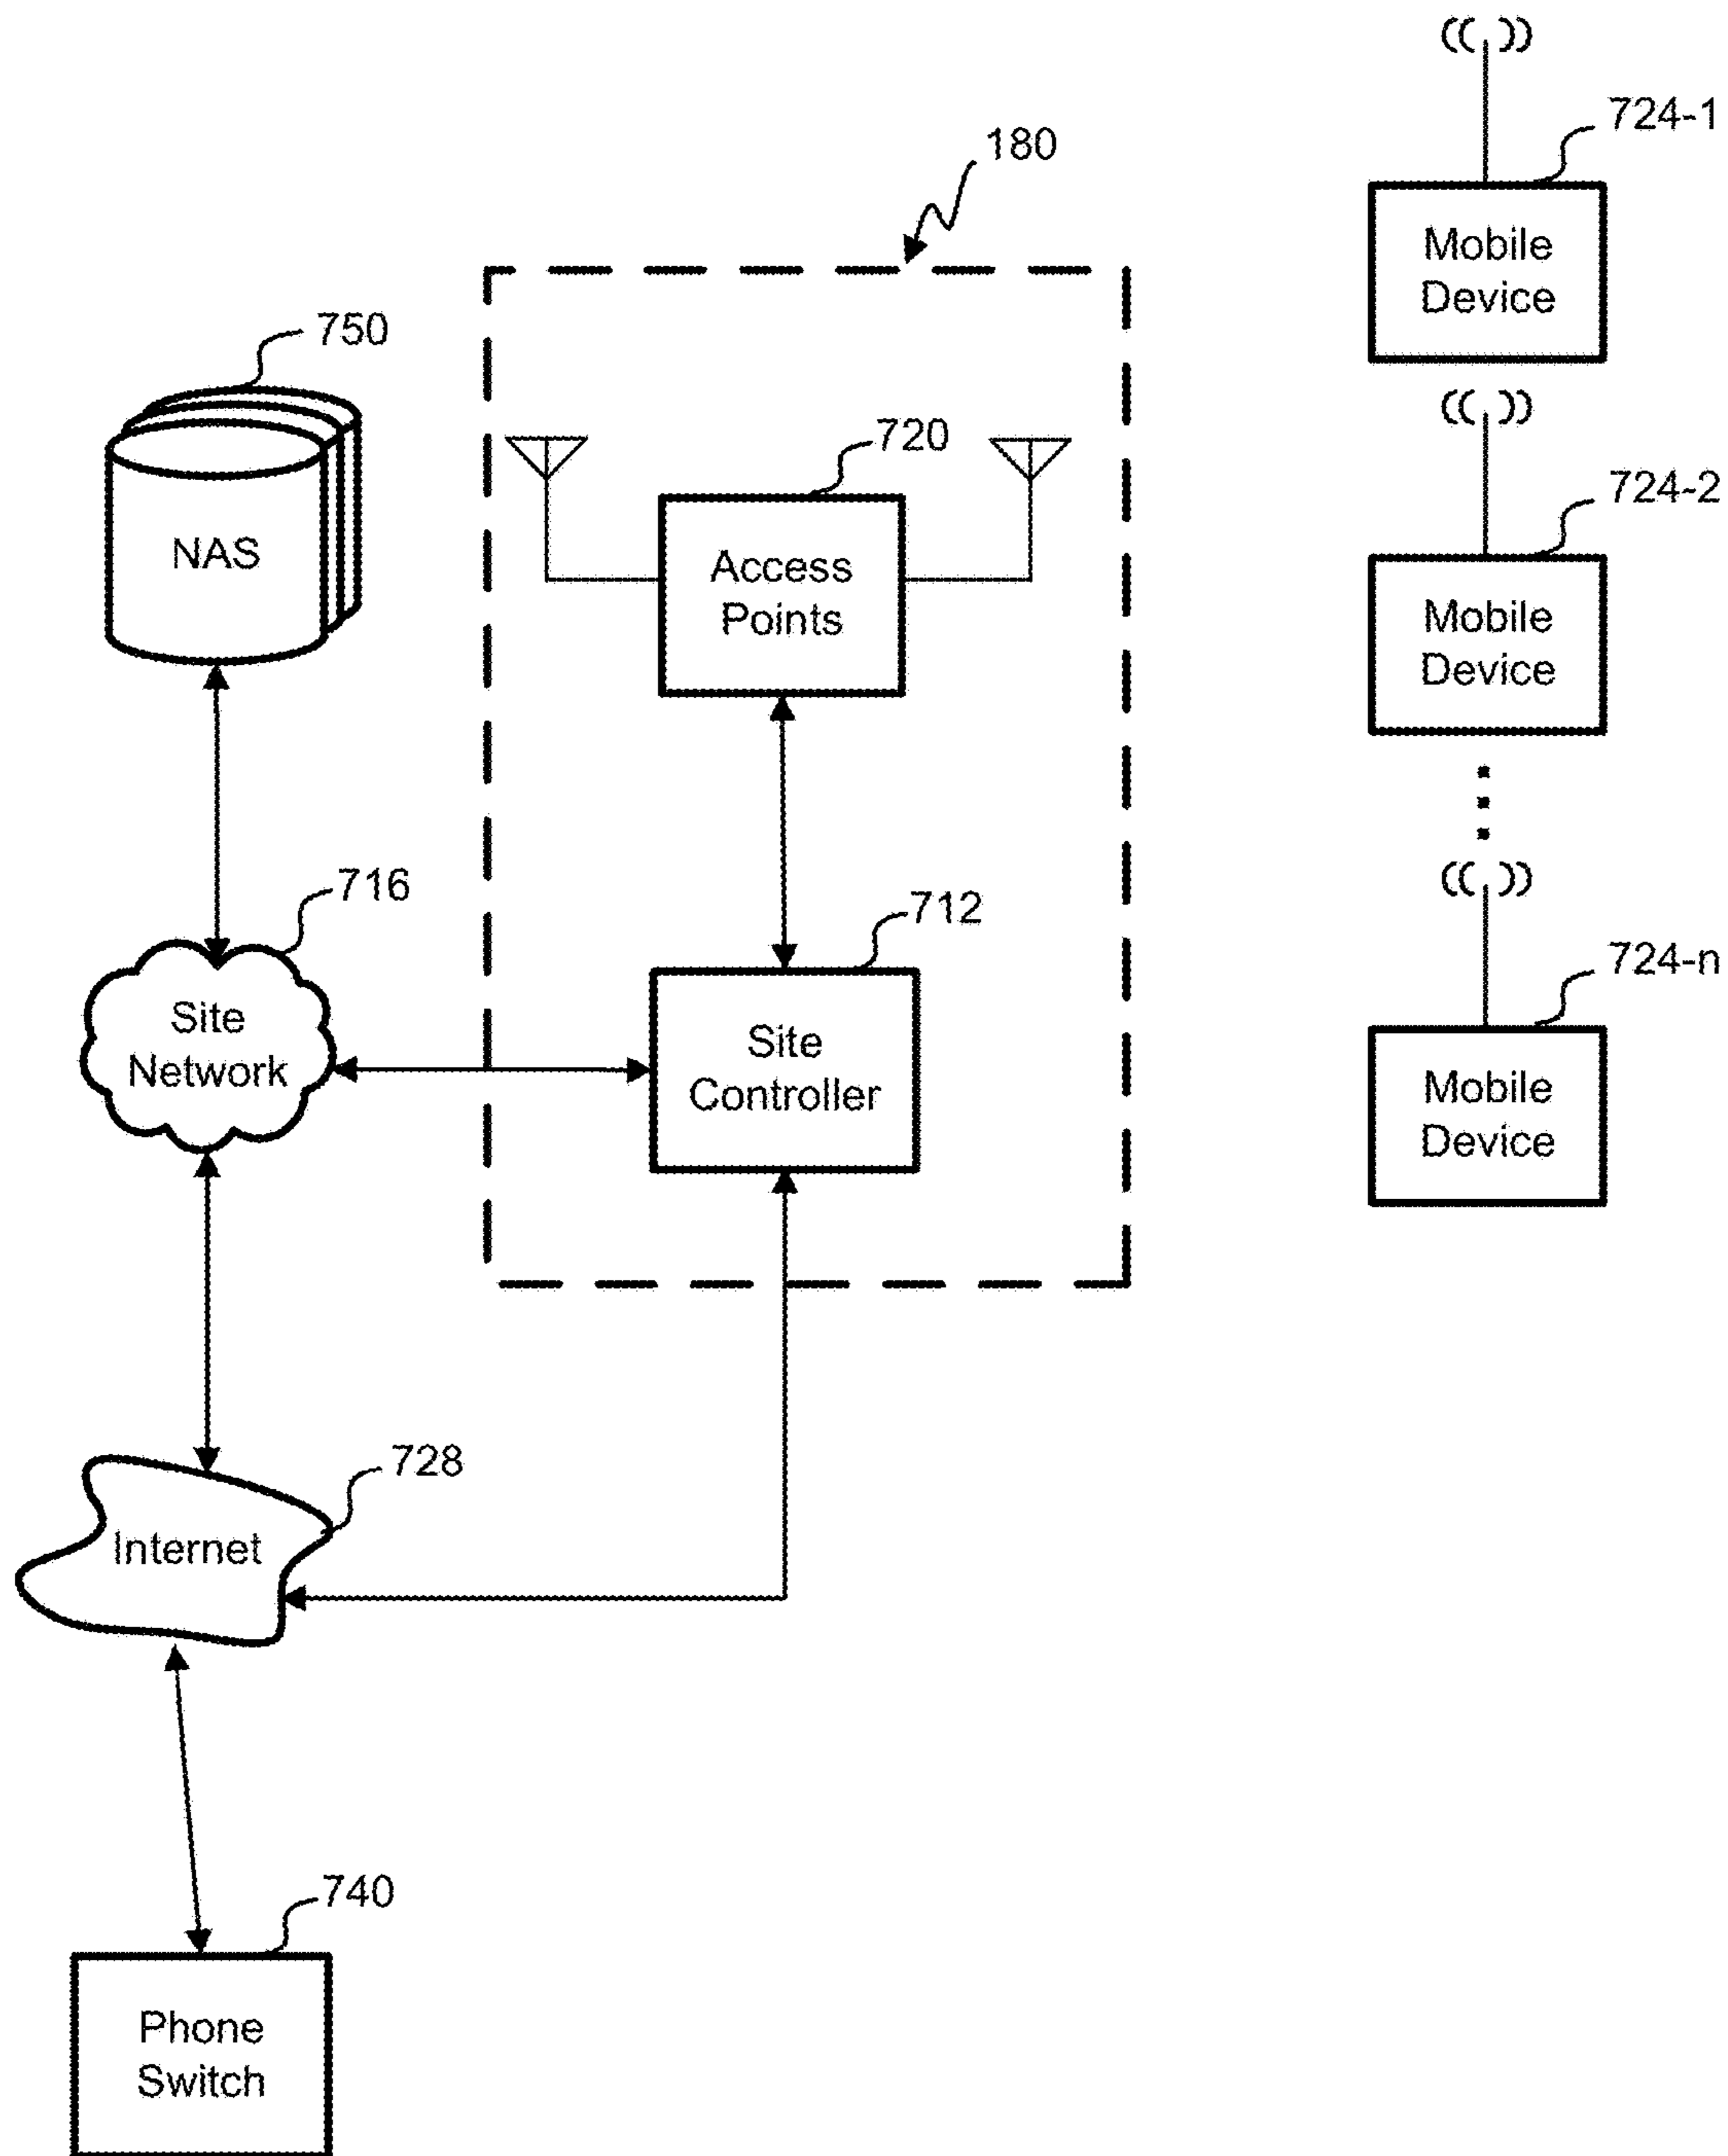 724-1
180
Mobile
Device
750
720
724-2
NAS
Access
Points
Mobile
Device
716
712
724-n
Site
Network
Site
Controller
Mobile
Device
728
Internet
740
Phone
Switch